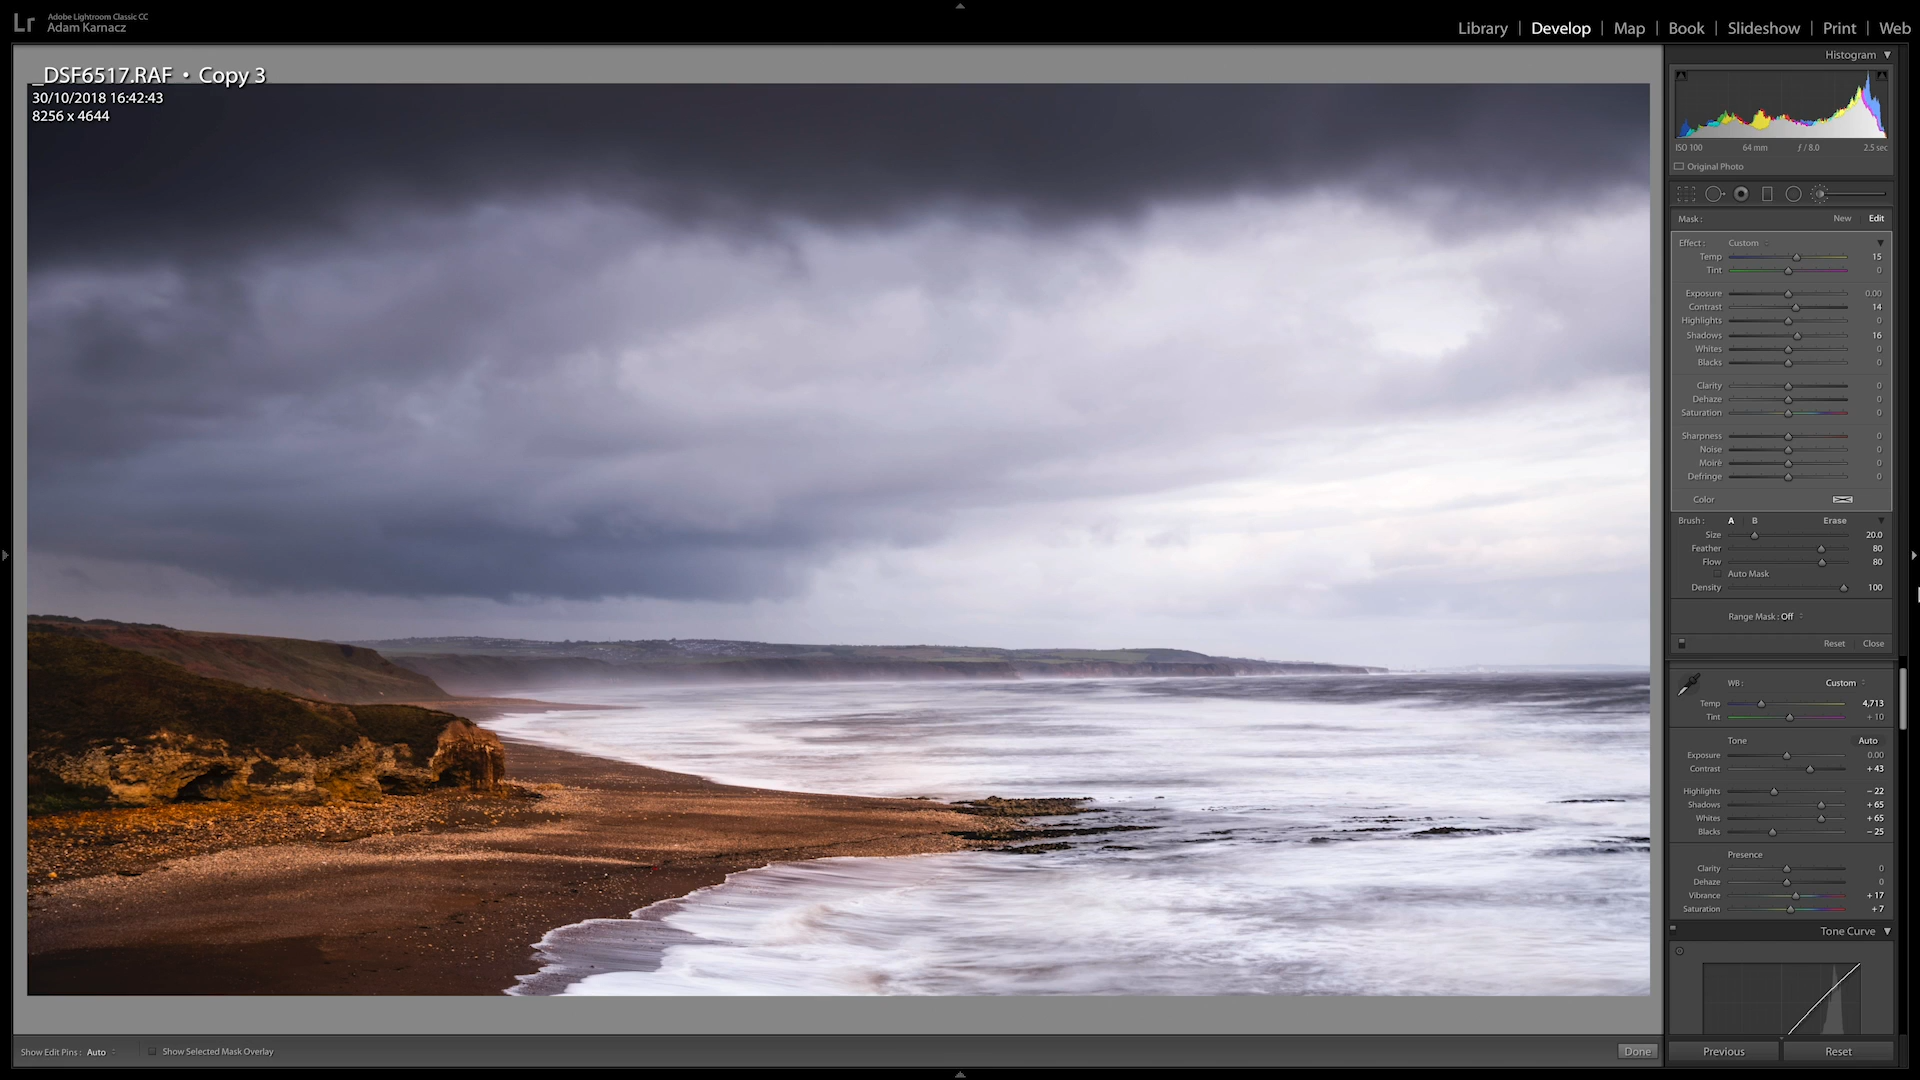 Lr Adobe Lightroom Classic CC
Adam Karnacz
Library | Develop | Map | Book | Slideshow | Print | Web
_DSF6517.RAF • Copy 3
30/10/2018 16:42:43
8256 x 4644
Histogram
ISO 100 64 mm ƒ / 8.0 2.5 sec
Original Photo
Mask : New Edit
Effect : Custom
Temp 15
Tint 0
Exposure 0.00
Contrast 14
Highlights 0
Shadows 16
Whites 0
Blacks 0
Clarity 0
Dehaze 0
Saturation 0
Sharpness 0
Noise 0
Moiré 0
Defringe 0
Color
Brush : A B Erase
Size 20.0
Feather 80
Flow 80
Auto Mask
Density 100
Range Mask : Off
Reset Close
WB : Custom
Temp 4,713
Tint + 10
Tone Auto
Exposure 0.00
Contrast + 43
Highlights − 22
Shadows + 65
Whites + 65
Blacks − 25
Presence
Clarity 0
Dehaze 0
Vibrance + 17
Saturation + 7
Tone Curve
Show Edit Pins : Auto Show Selected Mask Overlay Done
Previous Reset